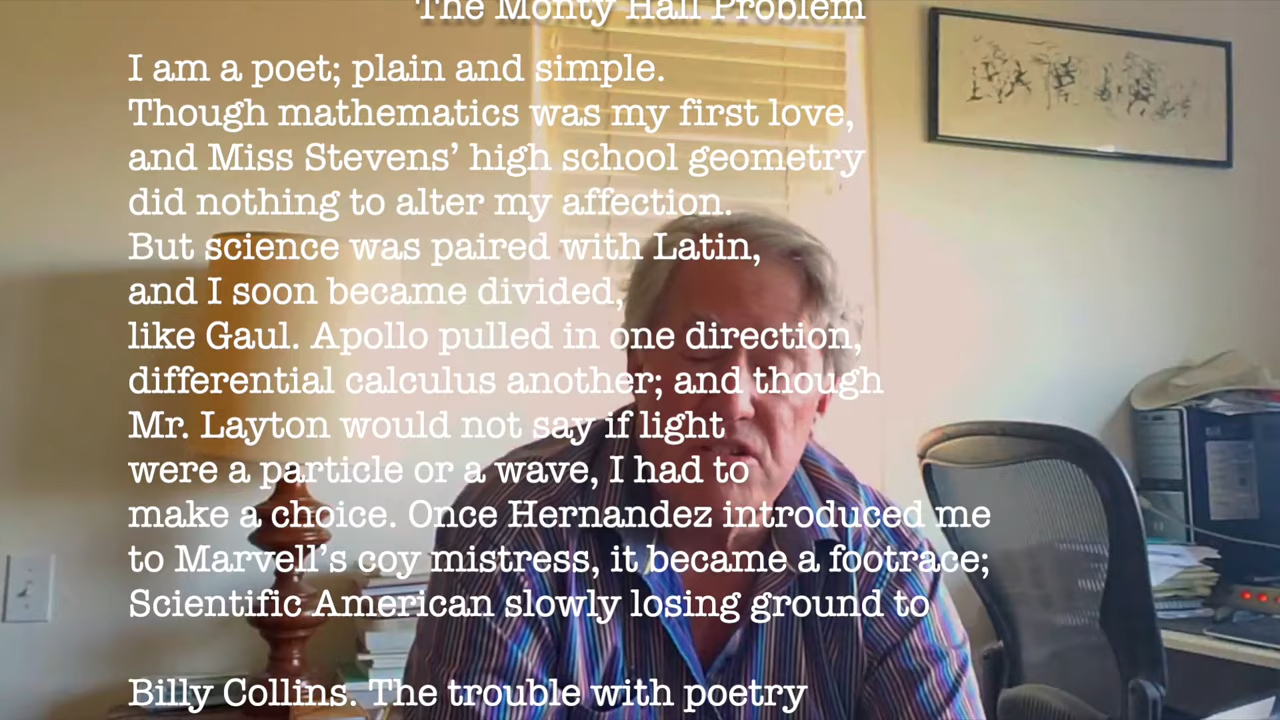 The Monty Hall Problem
I am a poet; plain and simple.
Though mathematics was my first love,
and Miss Stevens’ high school geometry
did nothing to alter my affection.
But science was paired with Latin,
and I soon became divided,
like Gaul. Apollo pulled in one direction,
differential calculus another; and though
Mr. Layton would not say if light
were a particle or a wave, I had to
make a choice. Once Hernandez introduced me
to Marvell’s coy mistress, it became a footrace;
Scientific American slowly losing ground to
Billy Collins. The trouble with poetry